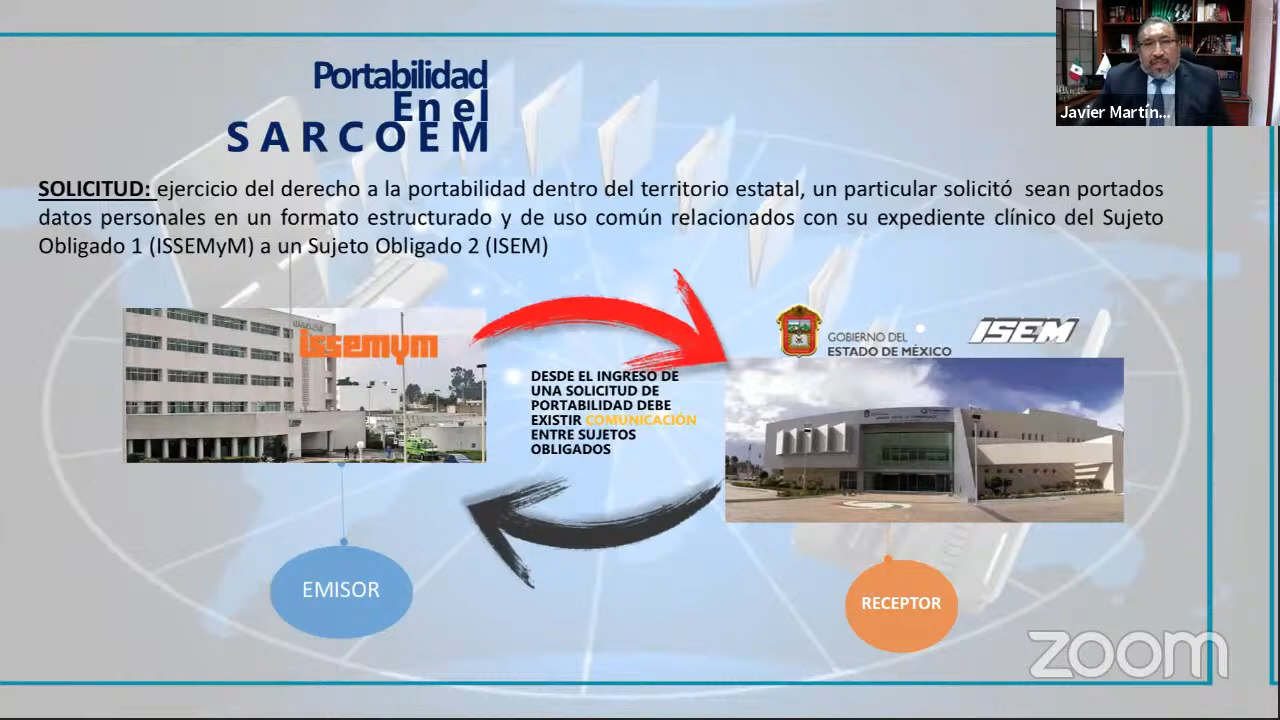 Portabilidad
En el
SARCOEM
Javier Martín...
SOLICITUD: ejercicio del derecho a la portabilidad dentro del territorio estatal, un particular solicitó sean portados
datos personales en un formato estructurado y de uso común relacionados con su expediente clínico del Sujeto
Obligado 1 (ISSEMyM) a un Sujeto Obligado 2 (ISEM)
issemym
GOBIERNO DEL
ESTADO DE MÉXICO
ISEM
DESDE EL INGRESO DE
UNA SOLICITUD DE
PORTABILIDAD DEBE
EXISTIR COMUNICACIÓN
ENTRE SUJETOS
OBLIGADOS
EMISOR
RECEPTOR
zoom